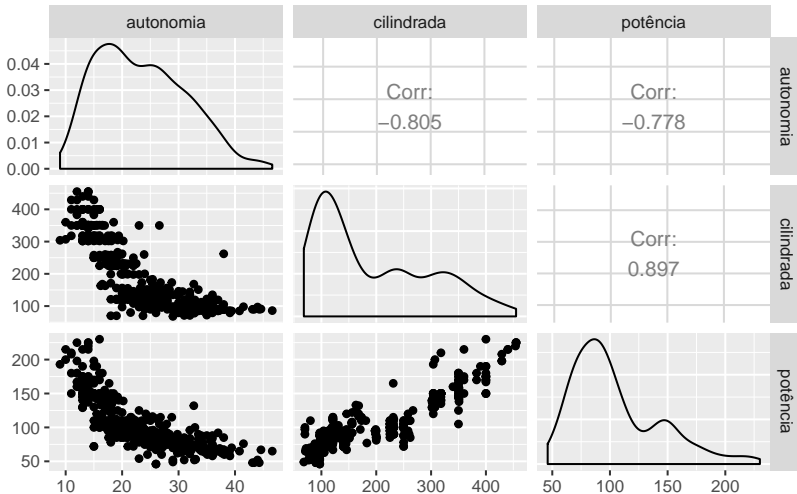 autonomia cilindrada potência
0.04
0.03
0.02
0.01
0.00
Corr:
−0.805
Corr:
−0.778
autonomia
400
300
200
100
Corr:
0.897
cilindrada
200
150
100
50
potência
10 20 30 40 100 200 300 400 50 100 150 200